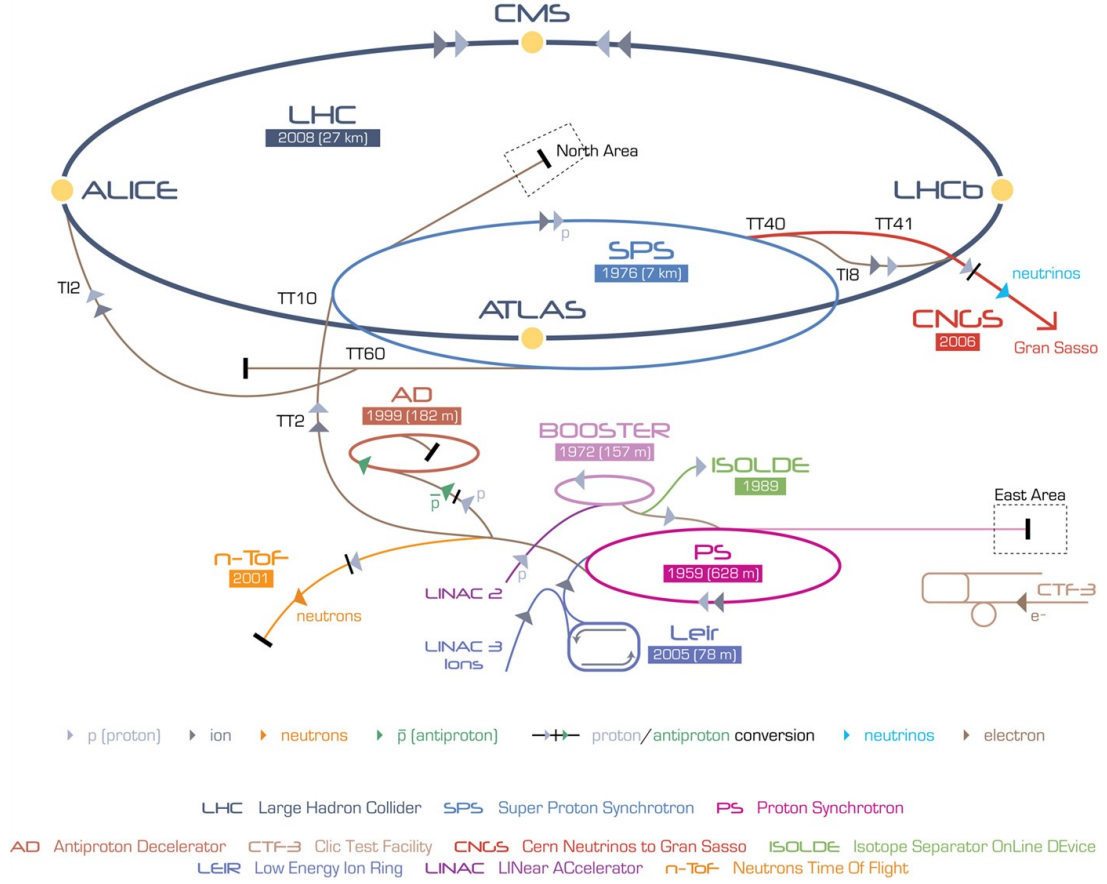 CMS
LHC
2008 (27 km)
North Area
ALICE
LHCb
TT40
TT41
p
SPS
1976 (7 km)
TI8
neutrinos
TI2
TT10
ATLAS
CNGS
2006
Gran Sasso
TT60
AD
1999 (182 m)
TT2
BOOSTER
1972 (157 m)
ISOLDE
1989
p̅
p
East Area
n-ToF
2001
PS
1959 (628 m)
p
LINAC 2
CTF-3
e-
neutrons
LINAC 3
Ions
Leir
2005 (78 m)
p (proton) ion neutrons p̅ (antiproton) proton/antiproton conversion neutrinos electron
LHC Large Hadron Collider SPS Super Proton Synchrotron PS Proton Synchrotron
AD Antiproton Decelerator CTF-3 Clic Test Facility CNGS Cern Neutrinos to Gran Sasso ISOLDE Isotope Separator OnLine DEvice
LEIR Low Energy Ion Ring LINAC LINear ACcelerator n-ToF Neutrons Time Of Flight